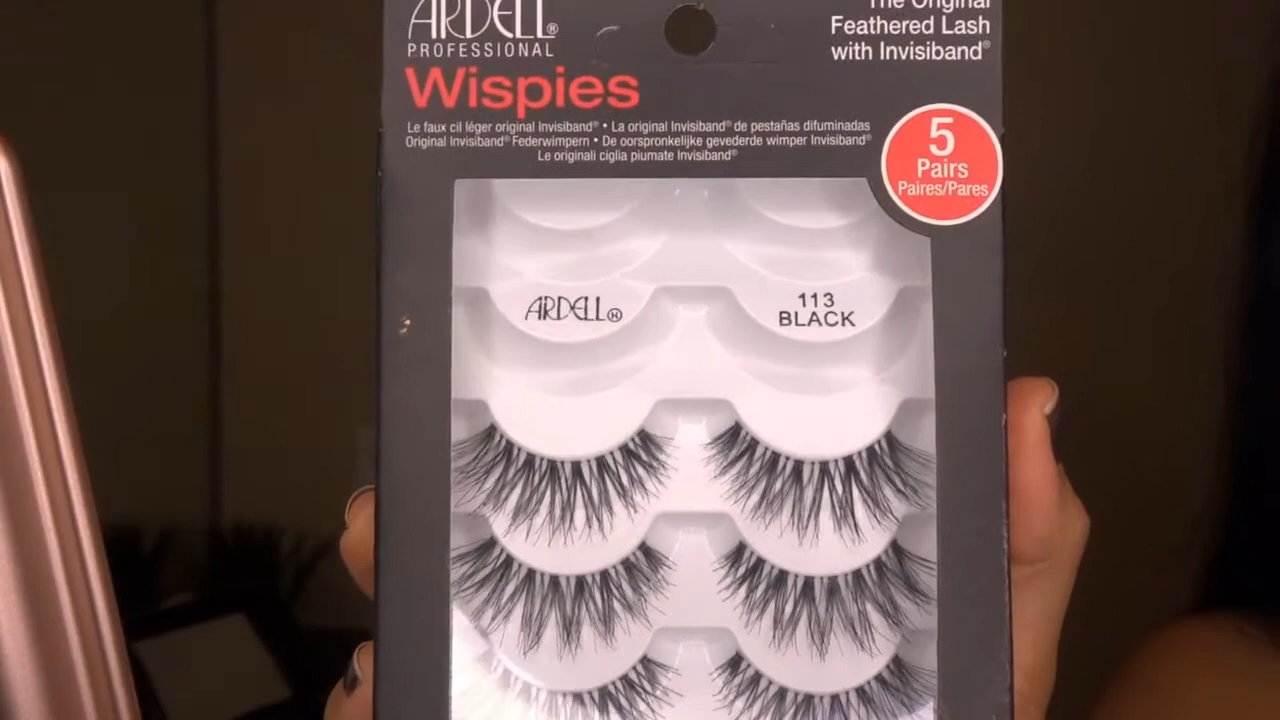 ARDELL®
PROFESSIONAL
Wispies
The Original
Feathered Lash
with Invisiband®
Le faux cil léger original Invisiband® • La original Invisiband® de pestañas difuminadas
Original Invisiband® Federwimpern • De oorspronkelijke gevederde wimper Invisiband®
Le originali ciglia piumate Invisiband®
5
Pairs
Paires/Pares
ARDELL®
113
BLACK